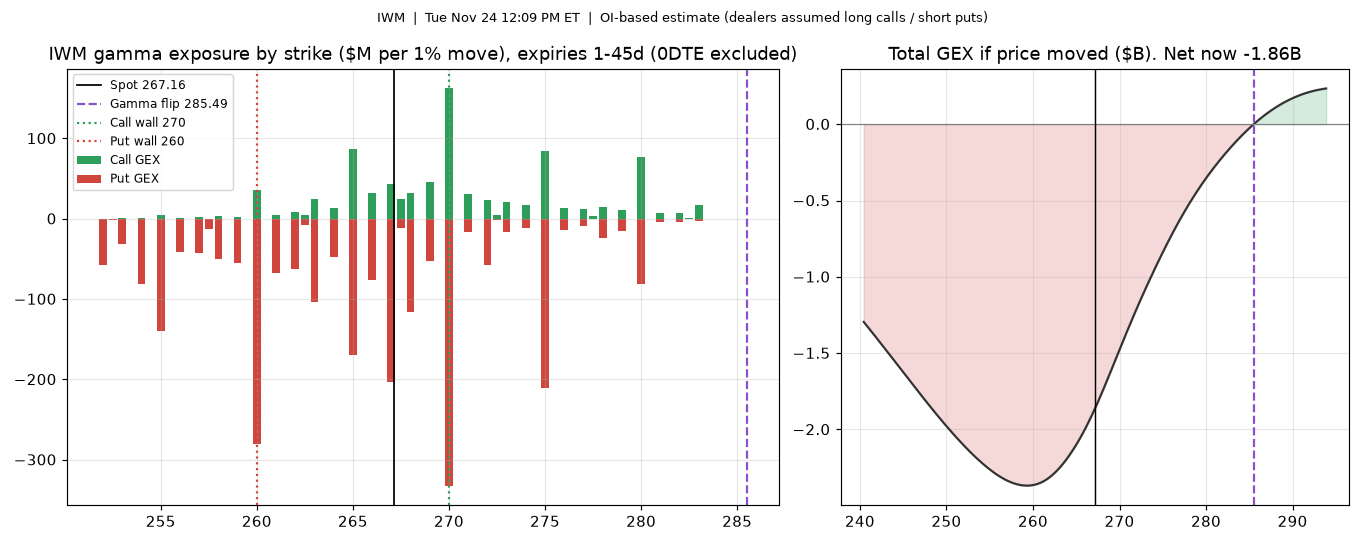 IWM | Tue Nov 24 12:09 PM ET | OI-based estimate (dealers assumed long calls / short puts)
IWM gamma exposure by strike ($M per 1% move), expiries 1-45d (0DTE excluded)
Spot 267.16
Gamma flip 285.49
Call wall 270
Put wall 260
Call GEX
Put GEX
100
0
−100
−200
−300
255 260 265 270 275 280 285
Total GEX if price moved ($B). Net now -1.86B
0.0
−0.5
−1.0
−1.5
−2.0
240 250 260 270 280 290